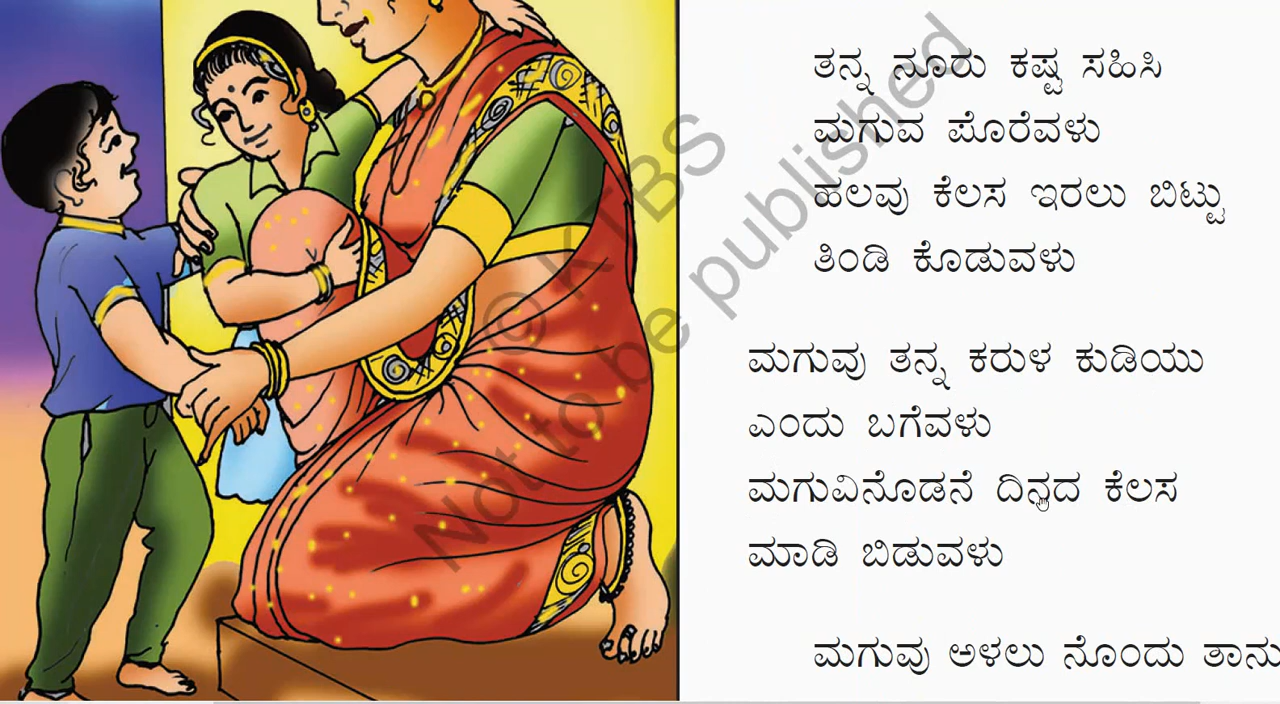 ತನ್ನ ನೂರು ಕಷ್ಟ ಸಹಿಸಿ
ಮಗುವ ಪೊರೆವಳು
ಹಲವು ಕೆಲಸ ಇರಲು ಬಿಟ್ಟು
ತಿಂಡಿ ಕೊಡುವಳು
ಮಗುವು ತನ್ನ ಕರುಳ ಕುಡಿಯು
ಎಂದು ಬಗೆವಳು
ಮಗುವಿನೊಡನೆ ದಿನದ ಕೆಲಸ
ಮಾಡಿ ಬಿಡುವಳು
ಮಗುವು ಅಳಲು ನೊಂದು ತಾನು
© KTBS
Not to be published